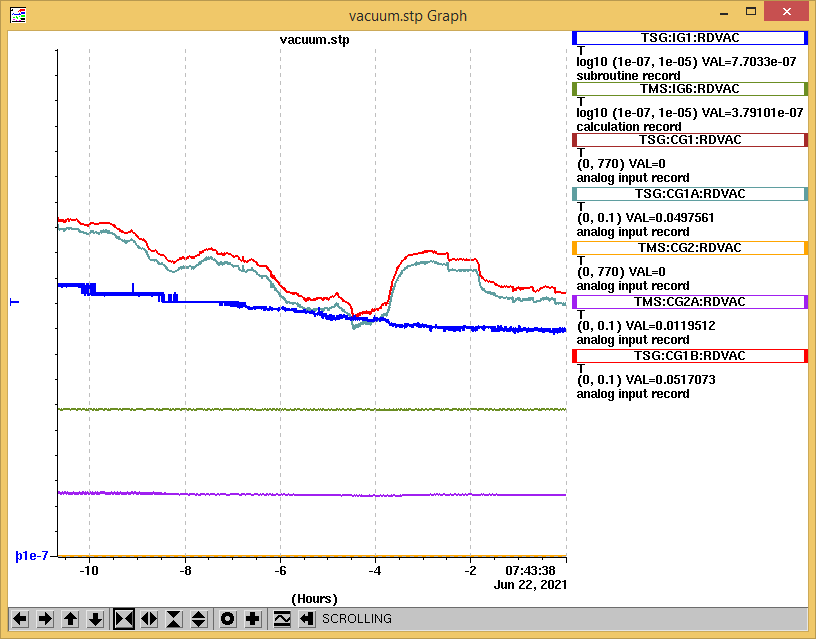 vacuum.stp Graph
vacuum.stp
TSG:IG1:RDVAC
T
log10 (1e-07, 1e-05) VAL=7.7033e-07
subroutine record
TMS:IG6:RDVAC
T
log10 (1e-07, 1e-05) VAL=3.79101e-07
calculation record
TSG:CG1:RDVAC
T
(0, 770) VAL=0
analog input record
TSG:CG1A:RDVAC
T
(0, 0.1) VAL=0.0497561
analog input record
TMS:CG2:RDVAC
T
(0, 770) VAL=0
analog input record
TMS:CG2A:RDVAC
T
(0, 0.1) VAL=0.0119512
analog input record
TSG:CG1B:RDVAC
T
(0, 0.1) VAL=0.0517073
analog input record
T
1e-7
-10 -8 -6 -4 -2 07:43:38
Jun 22, 2021
(Hours)
SCROLLING